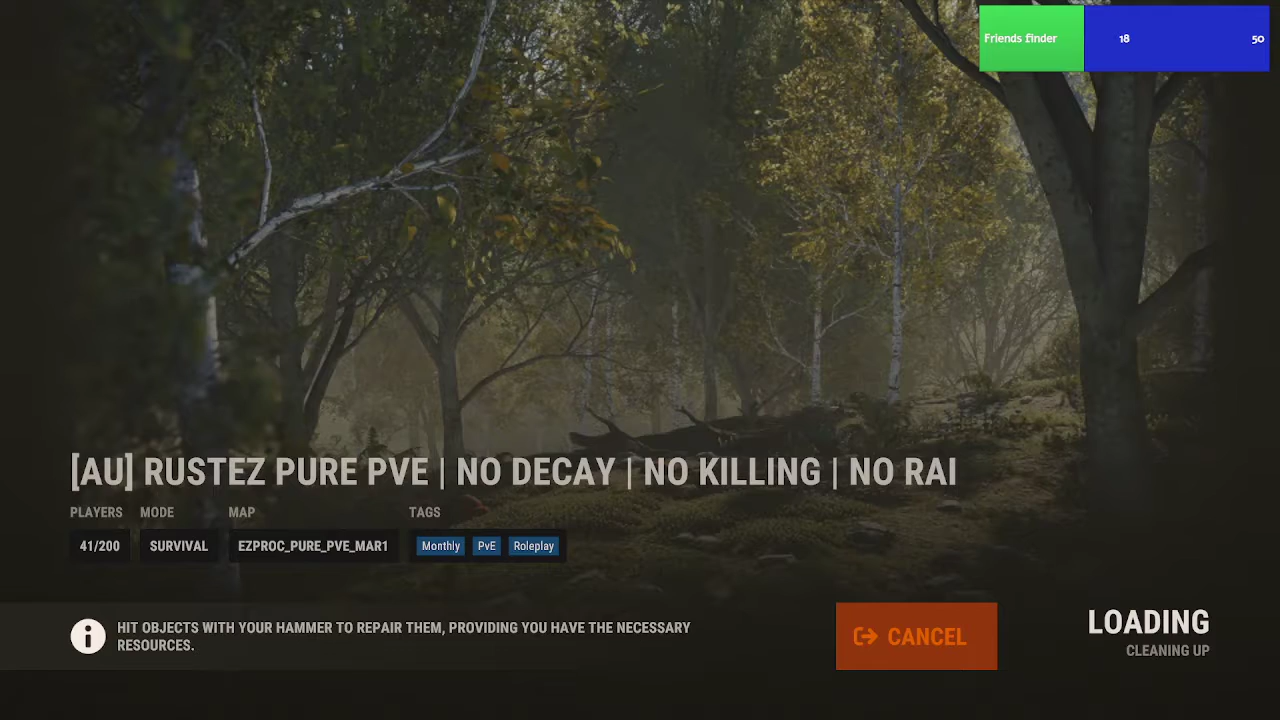 Friends finder 18 50
[AU] RUSTEZ PURE PVE | NO DECAY | NO KILLING | NO RAI
PLAYERS MODE MAP TAGS
41/200 SURVIVAL EZPROC_PURE_PVE_MAR1 Monthly PvE Roleplay
HIT OBJECTS WITH YOUR HAMMER TO REPAIR THEM, PROVIDING YOU HAVE THE NECESSARY
RESOURCES.
CANCEL
LOADING
CLEANING UP